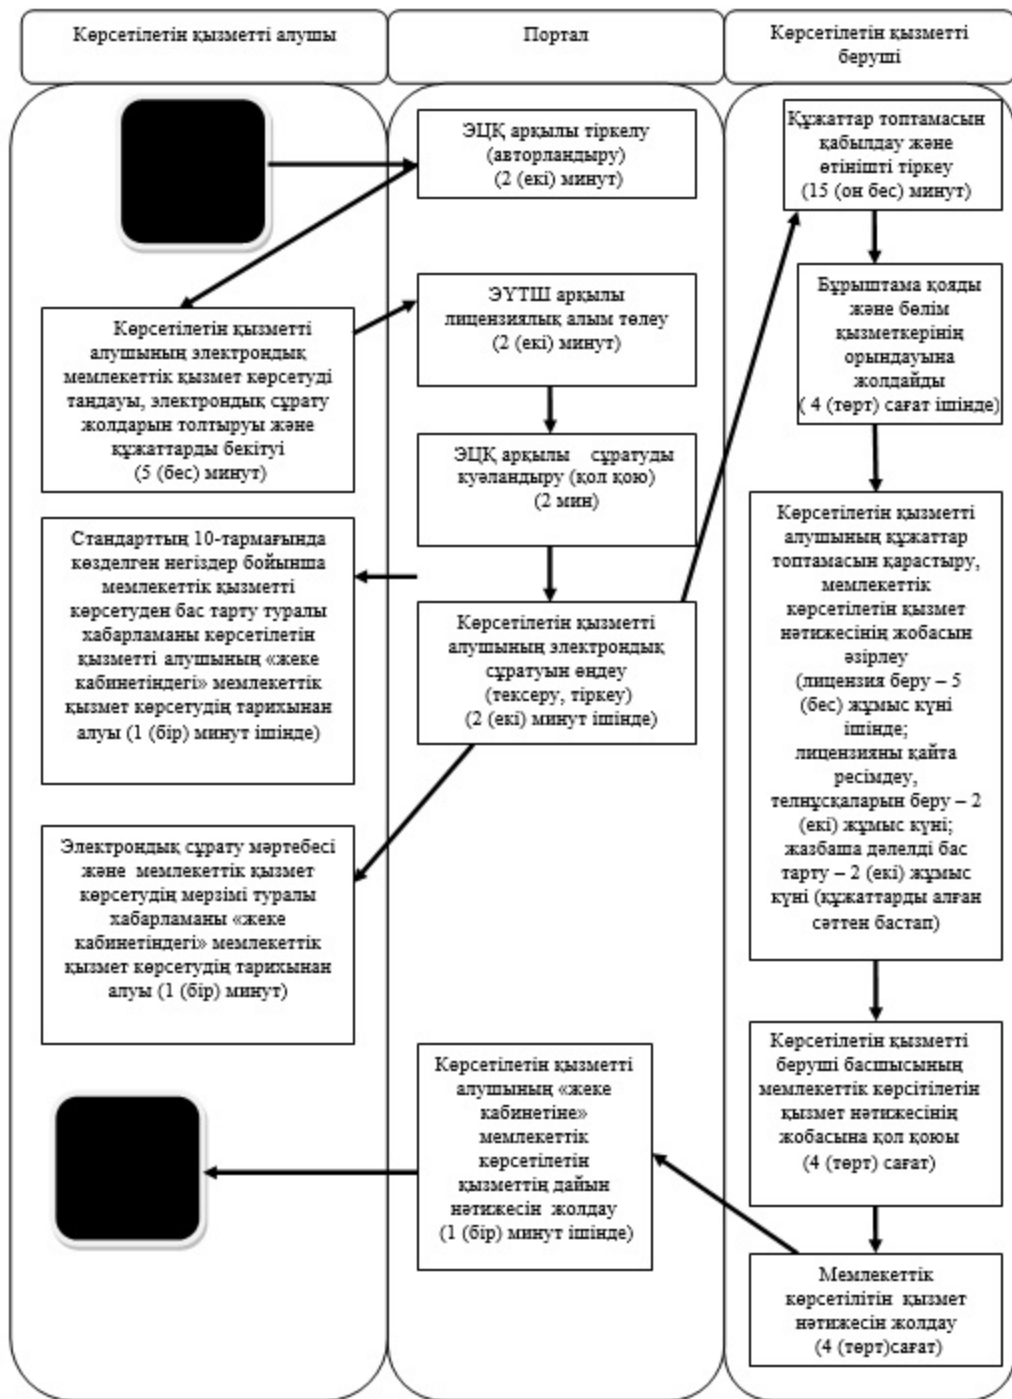 Көрсетілетін қызметті алушы
Портал
Көрсетілетін қызметті
беруші
ЭЦҚ арқылы тіркелу
(авторландыру)
(2 (екі) минут)
Құжаттар топтамасын
қабылдау және
өтінішті тіркеу
(15 (он бес) минут)
Көрсетілетін қызметті
алушының электрондық
мемлекеттік қызмет көрсетуді
таңдауы, электрондық сұрату
жолдарын толтыруы және
құжаттарды бекітуі
(5 (бес) минут)
ЭҮТШ арқылы
лицензиялық алым төлеу
(2 (екі) минут)
Бұрыштама қояды
және бөлім
қызметкерінің
орындауына
жолдайды
( 4 (төрт) сағат ішінде)
ЭЦҚ арқылы сұратуды
куәландыру (қол қою)
(2 мин)
Стандарттың 10-тармағында
көзделген негіздер бойынша
мемлекеттік қызметті
көрсетуден бас тарту туралы
хабарламаны көрсетілетін
қызметті алушының «жеке
кабинетіндегі» мемлекеттік
қызмет көрсетудің тарихынан
алуы (1 (бір) минут ішінде)
Көрсетілетін қызметті
алушының электрондық
сұратуын өңдеу
(тексеру, тіркеу)
(2 (екі) минут ішінде)
Көрсетілетін қызметті
алушының құжаттар
топтамасын қарастыру,
мемлекеттік
көрсетілетін қызмет
нәтижесінің жобасын
әзірлеу
(лицензия беру – 5
(бес) жұмыс күні
ішінде;
лицензияны қайта
ресімдеу,
телнұсқаларын беру – 2
(екі) жұмыс күні;
жазбаша дәлелді бас
тарту – 2 (екі) жұмыс
күні (құжаттарды алған
сәттен бастап)
Электрондық сұрату мәртебесі
және мемлекеттік қызмет
көрсетудің мерзімі туралы
хабарламаны «жеке
кабинетіндегі» мемлекеттік
қызмет көрсетудің тарихынан
алуы (1 (бір) минут)
Көрсетілетін қызметті
беруші басшысының
мемлекеттік көрсітілетін
қызмет нәтижесінің
жобасына қол қоюы
(4 (төрт) сағат)
Көрсетілетін қызметті
алушының «жеке
кабинетіне»
мемлекеттік
көрсетілетін
қызметтің дайын
нәтижесін жолдау
(1 (бір) минут ішінде)
Мемлекеттік
көрсетілітін қызмет
нәтижесін жолдау
(4 (төрт)сағат)